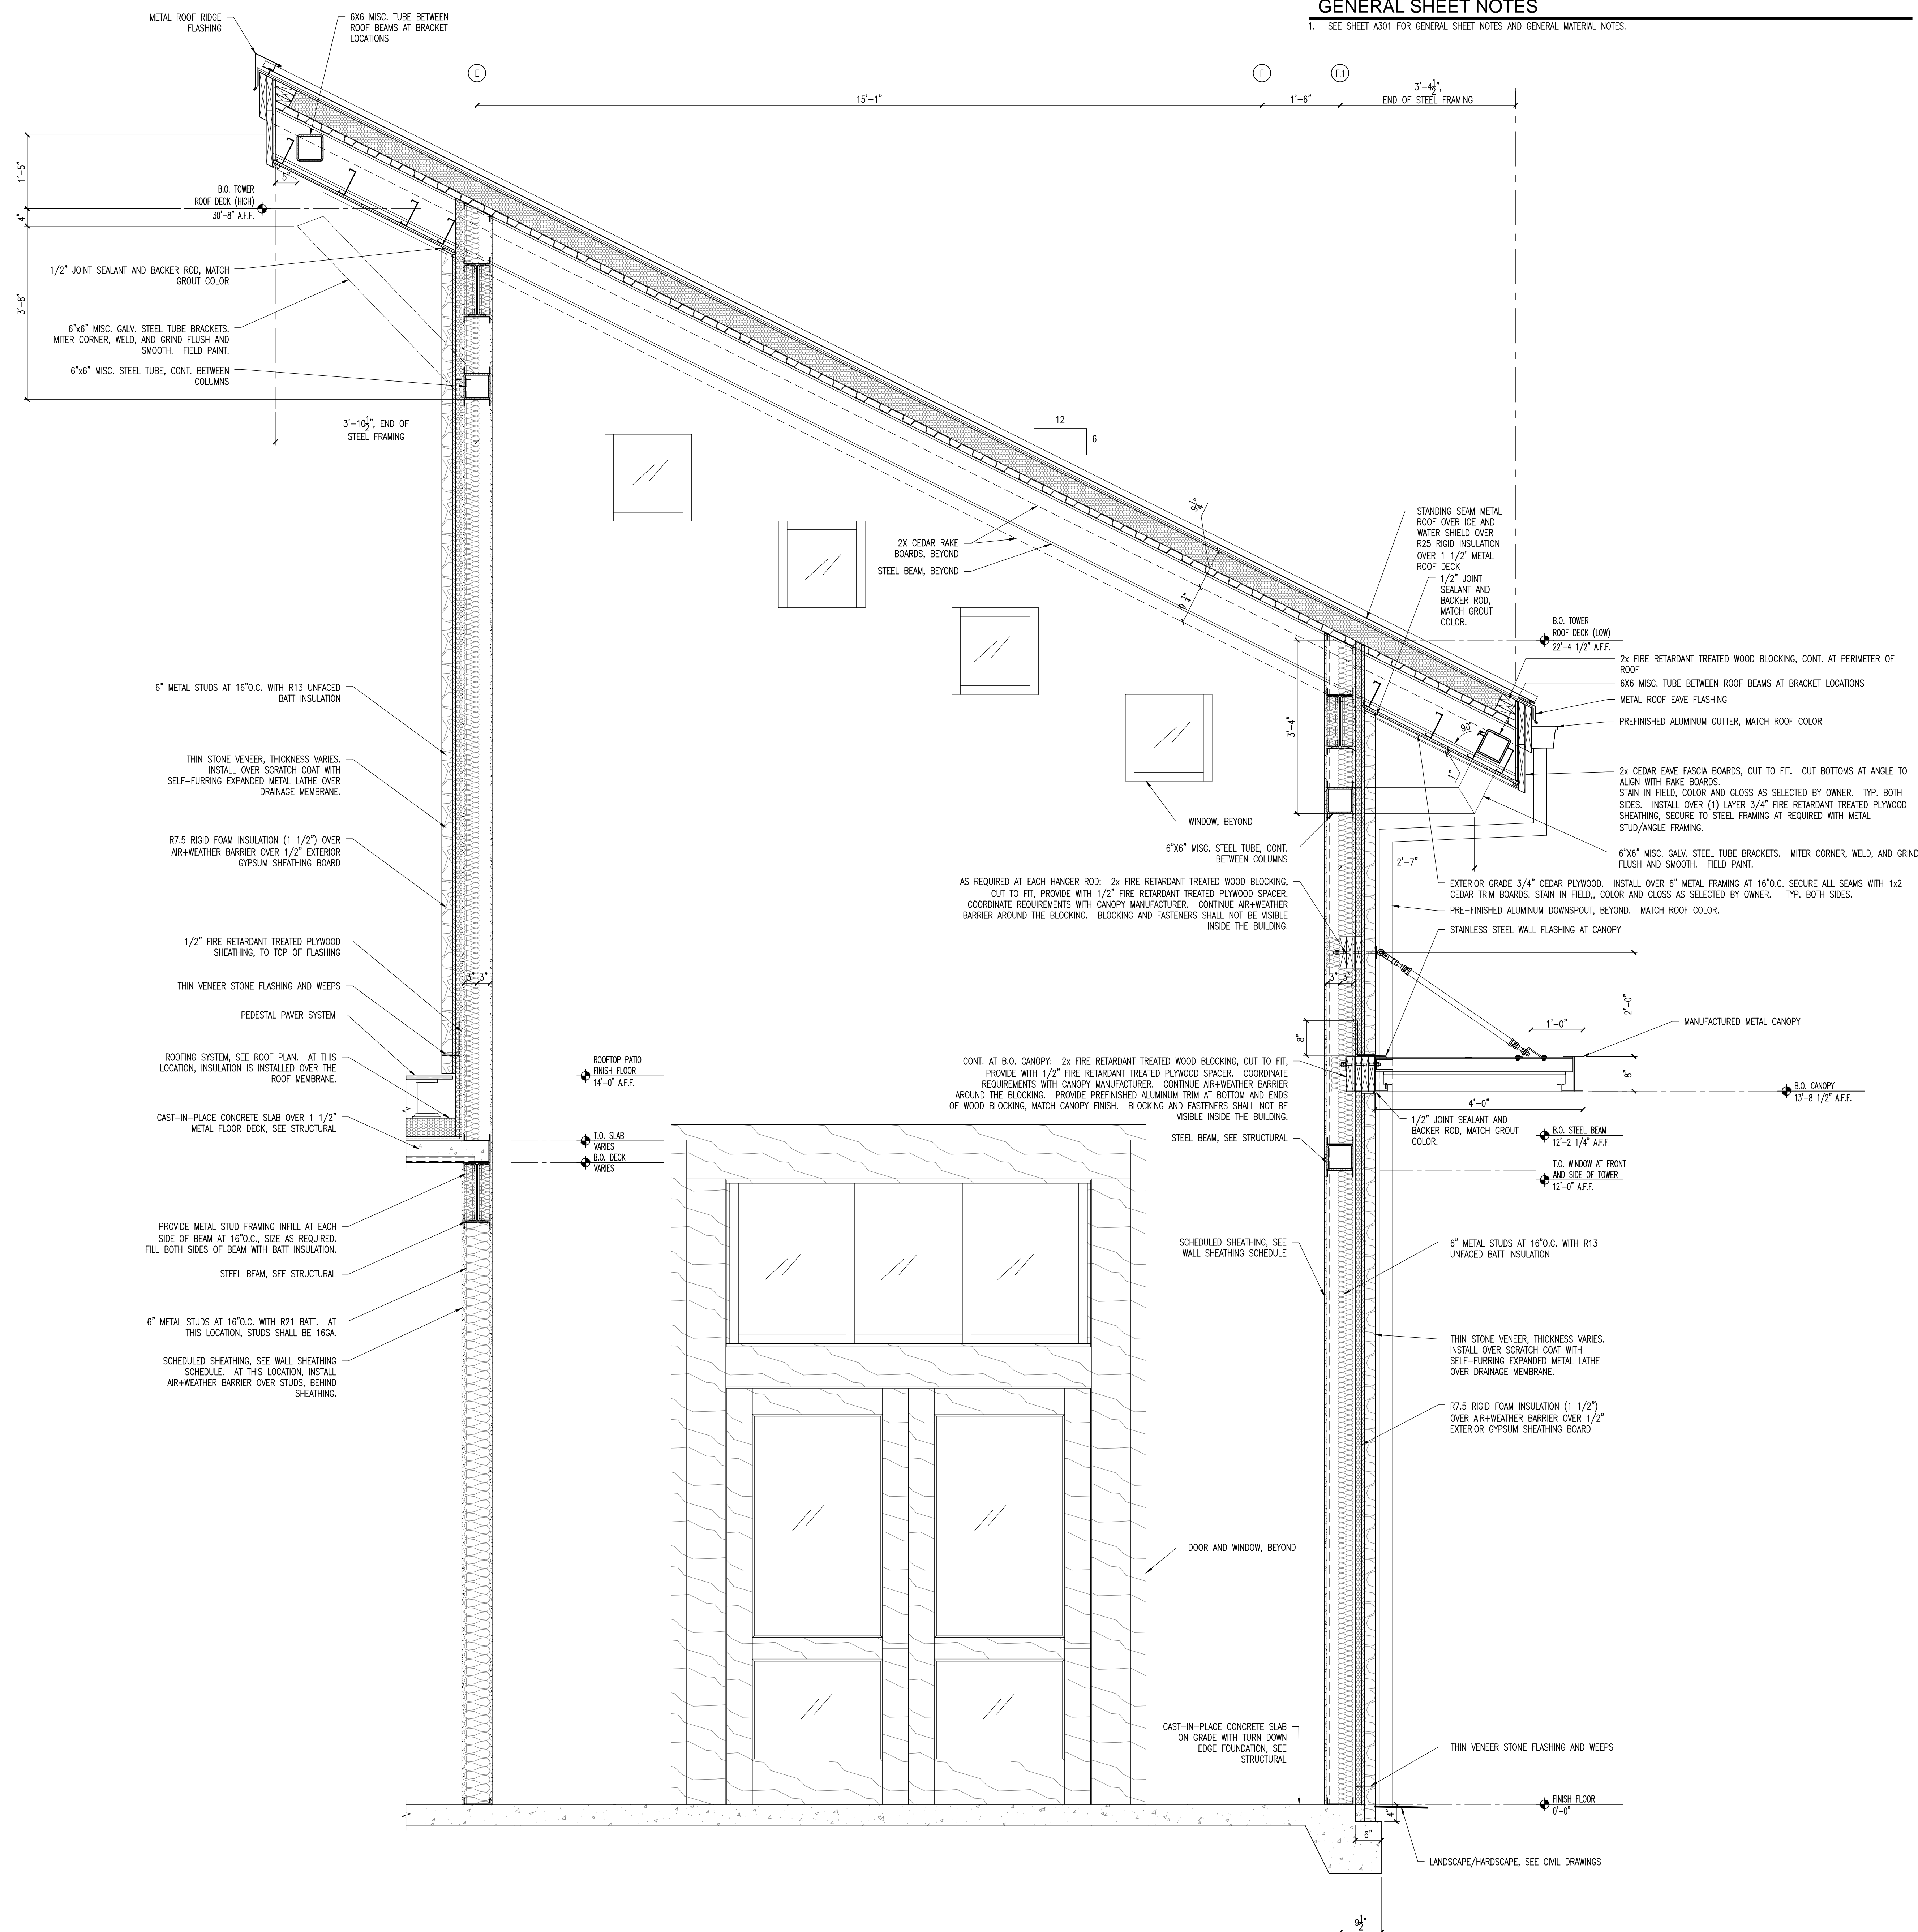 GENERAL SHEET NOTES
1. SEE SHEET A301 FOR GENERAL SHEET NOTES AND GENERAL MATERIAL NOTES.
METAL ROOF RIDGE
FLASHING
6X6 MISC. TUBE BETWEEN
ROOF BEAMS AT BRACKET
LOCATIONS
E
F
F.1
15'-1"
1'-6"
3'-4 1/2",
END OF STEEL FRAMING
1'-5"
4"
3'-8"
5"
B.O. TOWER
ROOF DECK (HIGH)
30'-8" A.F.F.
1/2" JOINT SEALANT AND BACKER ROD, MATCH
GROUT COLOR
6"x6" MISC. GALV. STEEL TUBE BRACKETS.
MITER CORNER, WELD, AND GRIND FLUSH AND
SMOOTH. FIELD PAINT.
6"x6" MISC. STEEL TUBE, CONT. BETWEEN
COLUMNS
3'-10 1/2", END OF
STEEL FRAMING
12
6
9 1/4"
9 1/4"
2X CEDAR RAKE
BOARDS, BEYOND
STEEL BEAM, BEYOND
STANDING SEAM METAL
ROOF OVER ICE AND
WATER SHIELD OVER
R25 RIGID INSULATION
OVER 1 1/2' METAL
ROOF DECK
1/2" JOINT
SEALANT AND
BACKER ROD,
MATCH GROUT
COLOR.
B.O. TOWER
ROOF DECK (LOW)
22'-4 1/2" A.F.F.
2x FIRE RETARDANT TREATED WOOD BLOCKING, CONT. AT PERIMETER OF
ROOF
6X6 MISC. TUBE BETWEEN ROOF BEAMS AT BRACKET LOCATIONS
METAL ROOF EAVE FLASHING
PREFINISHED ALUMINUM GUTTER, MATCH ROOF COLOR
3'-4"
90°
1"
2x CEDAR EAVE FASCIA BOARDS, CUT TO FIT. CUT BOTTOMS AT ANGLE TO
ALIGN WITH RAKE BOARDS.
STAIN IN FIELD, COLOR AND GLOSS AS SELECTED BY OWNER. TYP. BOTH
SIDES. INSTALL OVER (1) LAYER 3/4" FIRE RETARDANT TREATED PLYWOOD
SHEATHING, SECURE TO STEEL FRAMING AT REQUIRED WITH METAL
STUD/ANGLE FRAMING.
WINDOW, BEYOND
6"X6" MISC. STEEL TUBE, CONT.
BETWEEN COLUMNS
2'-7"
6"X6" MISC. GALV. STEEL TUBE BRACKETS. MITER CORNER, WELD, AND GRIND
FLUSH AND SMOOTH. FIELD PAINT.
EXTERIOR GRADE 3/4" CEDAR PLYWOOD. INSTALL OVER 6" METAL FRAMING AT 16"O.C. SECURE ALL SEAMS WITH 1x2
CEDAR TRIM BOARDS. STAIN IN FIELD,, COLOR AND GLOSS AS SELECTED BY OWNER. TYP. BOTH SIDES.
PRE-FINISHED ALUMINUM DOWNSPOUT, BEYOND. MATCH ROOF COLOR.
STAINLESS STEEL WALL FLASHING AT CANOPY
AS REQUIRED AT EACH HANGER ROD: 2x FIRE RETARDANT TREATED WOOD BLOCKING,
CUT TO FIT, PROVIDE WITH 1/2" FIRE RETARDANT TREATED PLYWOOD SPACER.
COORDINATE REQUIREMENTS WITH CANOPY MANUFACTURER. CONTINUE AIR+WEATHER
BARRIER AROUND THE BLOCKING. BLOCKING AND FASTENERS SHALL NOT BE VISIBLE
INSIDE THE BUILDING.
6" METAL STUDS AT 16"O.C. WITH R13 UNFACED
BATT INSULATION
THIN STONE VENEER, THICKNESS VARIES.
INSTALL OVER SCRATCH COAT WITH
SELF-FURRING EXPANDED METAL LATHE OVER
DRAINAGE MEMBRANE.
R7.5 RIGID FOAM INSULATION (1 1/2") OVER
AIR+WEATHER BARRIER OVER 1/2" EXTERIOR
GYPSUM SHEATHING BOARD
1/2" FIRE RETARDANT TREATED PLYWOOD
SHEATHING, TO TOP OF FLASHING
3" 3"
3" 3"
THIN VENEER STONE FLASHING AND WEEPS
PEDESTAL PAVER SYSTEM
ROOFING SYSTEM, SEE ROOF PLAN. AT THIS
LOCATION, INSULATION IS INSTALLED OVER THE
ROOF MEMBRANE.
CAST-IN-PLACE CONCRETE SLAB OVER 1 1/2"
METAL FLOOR DECK, SEE STRUCTURAL
ROOFTOP PATIO
FINISH FLOOR
14'-0" A.F.F.
T.O. SLAB
VARIES
B.O. DECK
VARIES
CONT. AT B.O. CANOPY: 2x FIRE RETARDANT TREATED WOOD BLOCKING, CUT TO FIT,
PROVIDE WITH 1/2" FIRE RETARDANT TREATED PLYWOOD SPACER. COORDINATE
REQUIREMENTS WITH CANOPY MANUFACTURER. CONTINUE AIR+WEATHER BARRIER
AROUND THE BLOCKING. PROVIDE PREFINISHED ALUMINUM TRIM AT BOTTOM AND ENDS
OF WOOD BLOCKING, MATCH CANOPY FINISH. BLOCKING AND FASTENERS SHALL NOT BE
VISIBLE INSIDE THE BUILDING.
STEEL BEAM, SEE STRUCTURAL
8"
2'-0"
1'-0"
8"
4'-0"
MANUFACTURED METAL CANOPY
B.O. CANOPY
13'-8 1/2" A.F.F.
1/2" JOINT SEALANT AND
BACKER ROD, MATCH GROUT
COLOR.
B.O. STEEL BEAM
12'-2 1/4" A.F.F.
T.O. WINDOW AT FRONT
AND SIDE OF TOWER
12'-0" A.F.F.
PROVIDE METAL STUD FRAMING INFILL AT EACH
SIDE OF BEAM AT 16"O.C., SIZE AS REQUIRED.
FILL BOTH SIDES OF BEAM WITH BATT INSULATION.
STEEL BEAM, SEE STRUCTURAL
6" METAL STUDS AT 16"O.C. WITH R21 BATT. AT
THIS LOCATION, STUDS SHALL BE 16GA.
SCHEDULED SHEATHING, SEE WALL SHEATHING
SCHEDULE. AT THIS LOCATION, INSTALL
AIR+WEATHER BARRIER OVER STUDS, BEHIND
SHEATHING.
SCHEDULED SHEATHING, SEE
WALL SHEATHING SCHEDULE
6" METAL STUDS AT 16"O.C. WITH R13
UNFACED BATT INSULATION
THIN STONE VENEER, THICKNESS VARIES.
INSTALL OVER SCRATCH COAT WITH
SELF-FURRING EXPANDED METAL LATHE
OVER DRAINAGE MEMBRANE.
R7.5 RIGID FOAM INSULATION (1 1/2")
OVER AIR+WEATHER BARRIER OVER 1/2"
EXTERIOR GYPSUM SHEATHING BOARD
DOOR AND WINDOW, BEYOND
CAST-IN-PLACE CONCRETE SLAB
ON GRADE WITH TURN DOWN
EDGE FOUNDATION, SEE
STRUCTURAL
THIN VENEER STONE FLASHING AND WEEPS
FINISH FLOOR
0'-0"
4"
6"
LANDSCAPE/HARDSCAPE, SEE CIVIL DRAWINGS
9 1/2"